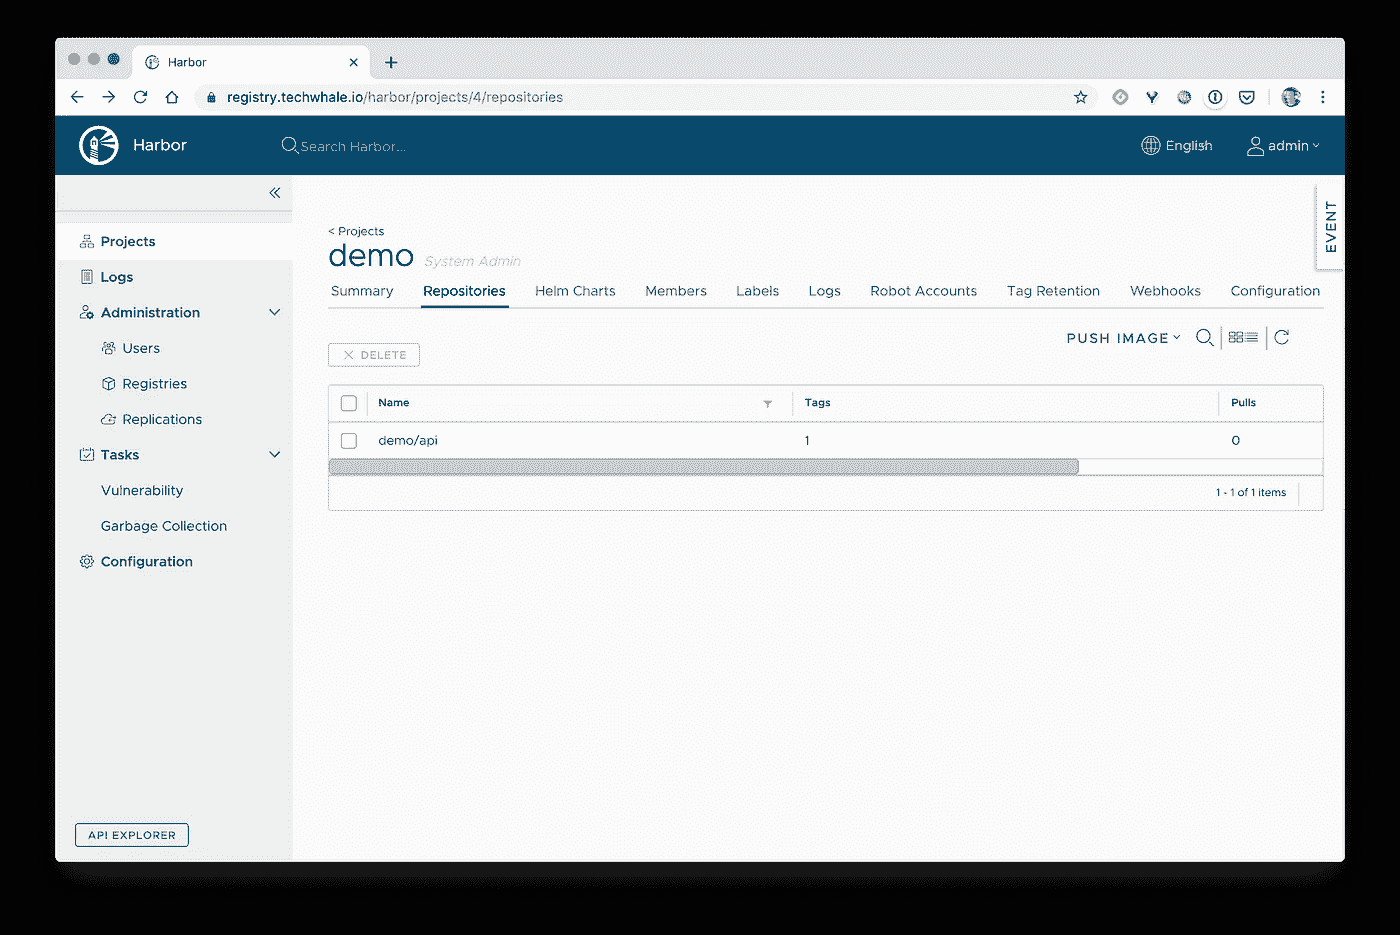 Harbor
registry.techwhale.io/harbor/projects/4/repositories
Harbor
Search Harbor...
English
admin
Projects
Logs
Administration
Users
Registries
Replications
Tasks
Vulnerability
Garbage Collection
Configuration
API EXPLORER
< Projects
demo System Admin
Summary Repositories Helm Charts Members Labels Logs Robot Accounts Tag Retention Webhooks Configuration
PUSH IMAGE
DELETE
Name Tags Pulls
demo/api 1 0
1 - 1 of 1 items
EVENT